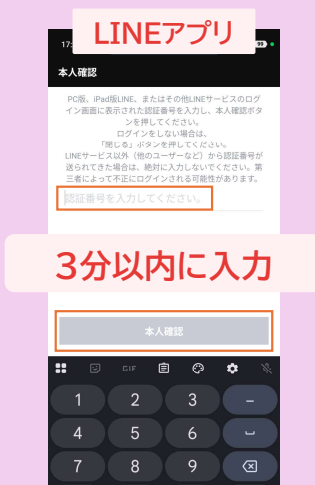 LINEアプリ
17:
99
本人確認
PC版、iPad版LINE、またはその他LINEサービスのログ
イン画面に表示された認証番号を入力し、本人確認ボタ
ンを押してください。
ログインをしない場合は、
「閉じる」ボタンを押してください。
LINEサービス以外（他のユーザーなど）から認証番号が
送られてきた場合は、絶対に入力しないでください。第
三者によって不正にログインされる可能性があります。
認証番号を入力してください。
3分以内に入力
本人確認
GIF
1 2 3 −
4 5 6
7 8 9